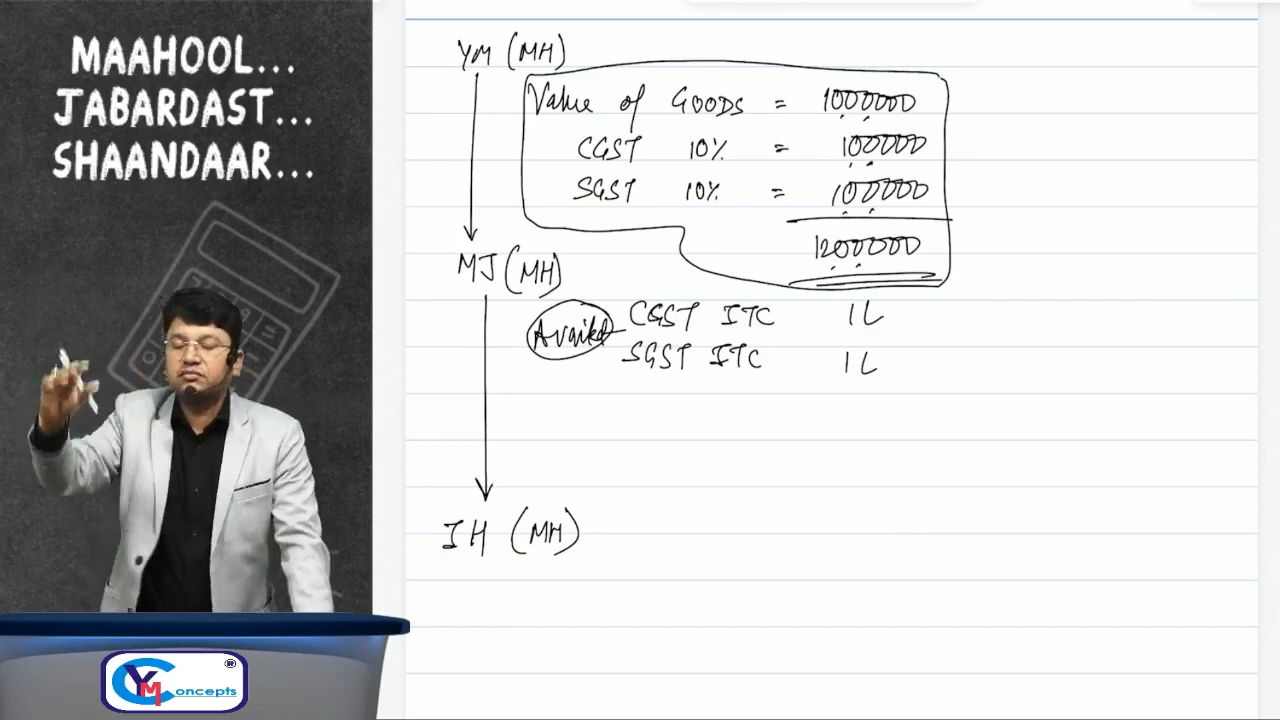 MAAHOOL...
JABARDAST...
SHAANDAAR...
YM (MH)
Value of GOODS = 1000000
CGST 10% = 100000
SGST 10% = 100000
1200000
MJ (MH)
Availed CGST ITC 1L
SGST ITC 1L
IH (MH)
YM Concepts ®